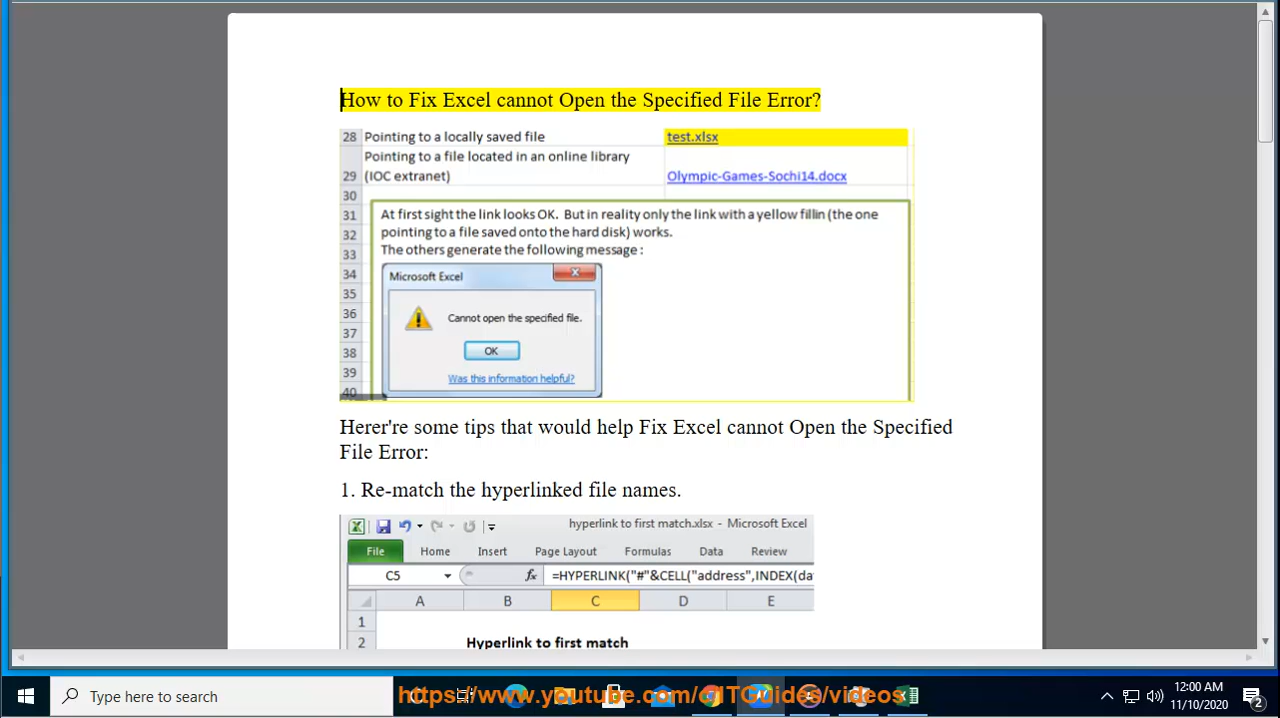 How to Fix Excel cannot Open the Specified File Error?
28 Pointing to a locally saved file test.xlsx
Pointing to a file located in an online library
29 (IOC extranet) Olympic-Games-Sochi14.docx
30
31 At first sight the link looks OK. But in reality only the link with a yellow fillin (the one
32 pointing to a file saved onto the hard disk) works.
33 The others generate the following message :
34 Microsoft Excel
35
36 Cannot open the specified file.
37
38 OK
39 Was this information helpful?
40
Herer're some tips that would help Fix Excel cannot Open the Specified
File Error:
1. Re-match the hyperlinked file names.
hyperlink to first match.xlsx - Microsoft Excel
File Home Insert Page Layout Formulas Data Review
C5 fx =HYPERLINK("#"&CELL("address",INDEX(da
A B C D E
1
2 Hyperlink to first match
Type here to search
https://www.youtube.com/c/ITGuides/videos
12:00 AM
11/10/2020
2